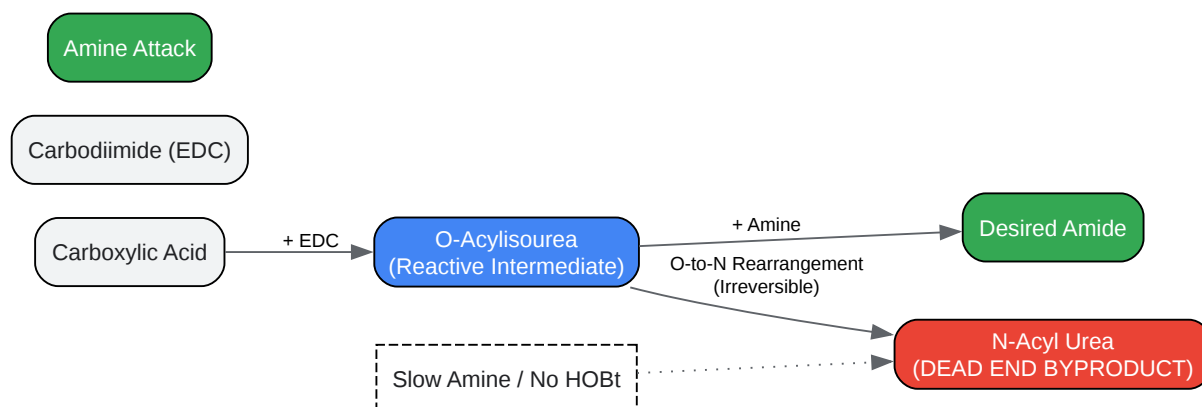 Amine Attack
Carbodiimide (EDC)
Carboxylic Acid
+ EDC
O-Acylisourea
(Reactive Intermediate)
+ Amine
O-to-N Rearrangement
(Irreversible)
Desired Amide
N-Acyl Urea
(DEAD END BYPRODUCT)
Slow Amine / No HOBt